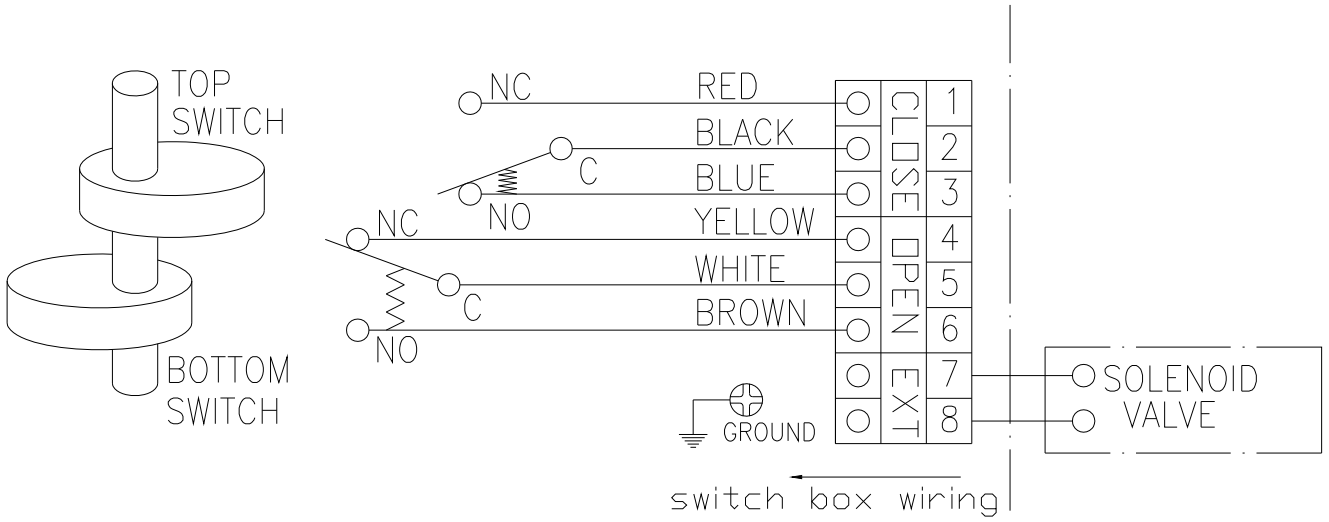 TOP
SWITCH
BOTTOM
SWITCH
NC
C
NO
NC
C
NO
RED
BLACK
BLUE
YELLOW
WHITE
BROWN
GROUND
CLOSE
OPEN
EXT
1
2
3
4
5
6
7
8
SOLENOID
VALVE
switch box wiring